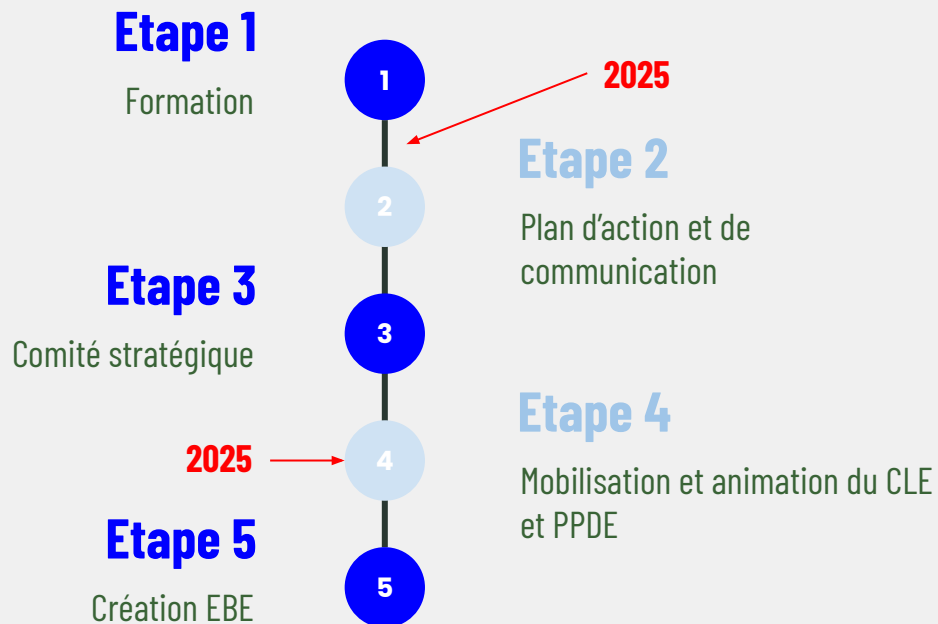 Etape 1
Formation
1
2025
Etape 2
Plan d'action et de
communication
2
Etape 3
Comité stratégique
3
Etape 4
Mobilisation et animation du CLE
et PPDE
2025
4
Etape 5
Création EBE
5